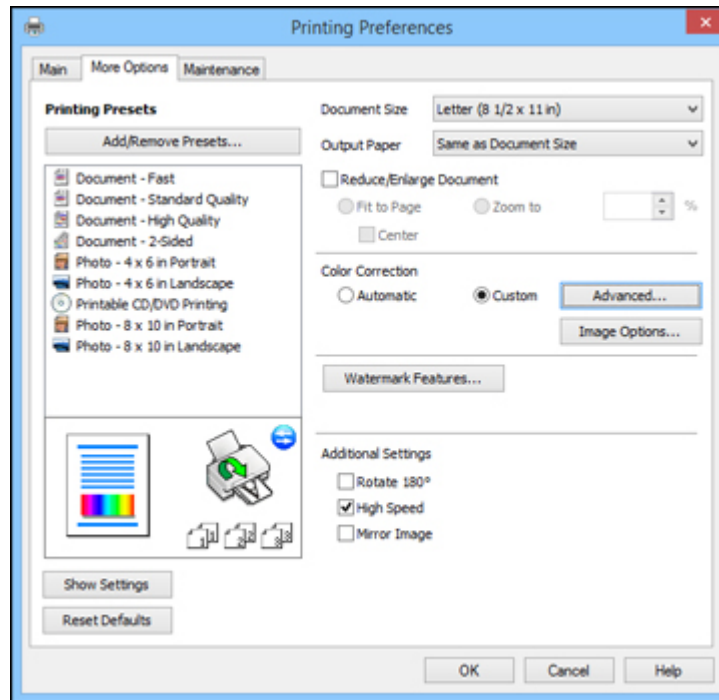 Printing Preferences
Main More Options Maintenance
Printing Presets
Add/Remove Presets...
Document - Fast
Document - Standard Quality
Document - High Quality
Document - 2-Sided
Photo - 4 x 6 in Portrait
Photo - 4 x 6 in Landscape
Printable CD/DVD Printing
Photo - 8 x 10 in Portrait
Photo - 8 x 10 in Landscape
Show Settings
Reset Defaults
Document Size Letter (8 1/2 x 11 in)
Output Paper Same as Document Size
Reduce/Enlarge Document
Fit to Page Zoom to %
Center
Color Correction
Automatic Custom Advanced...
Image Options...
Watermark Features...
Additional Settings
Rotate 180°
High Speed
Mirror Image
OK Cancel Help